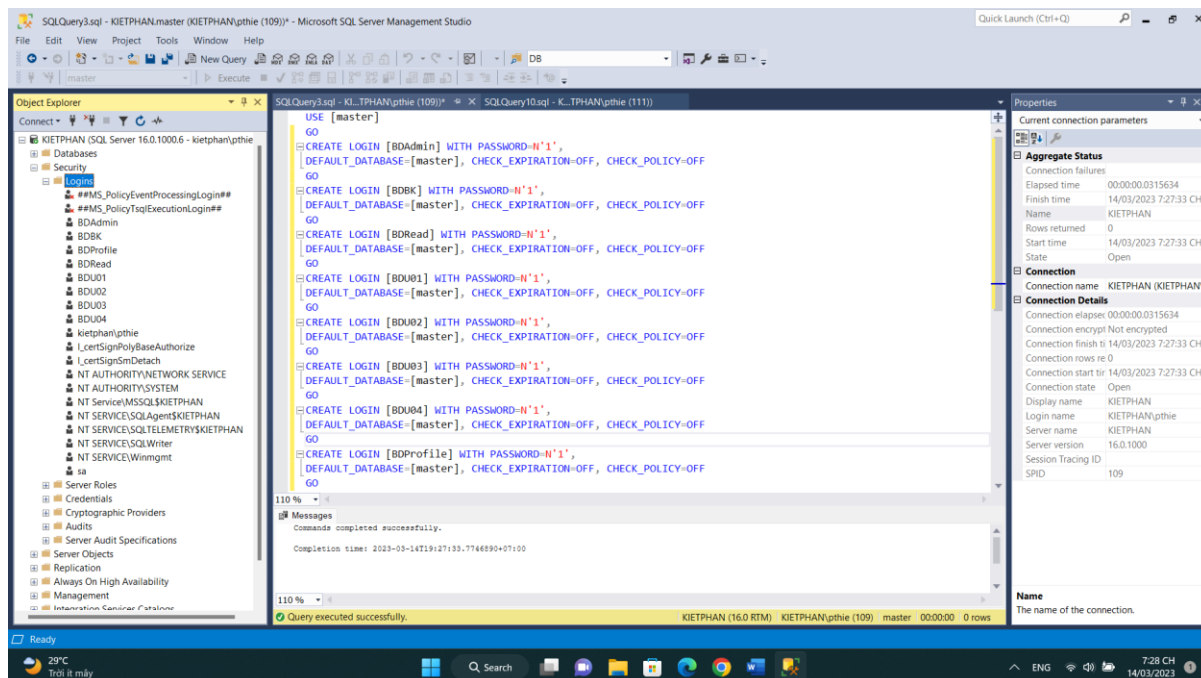 SQLQuery3.sql - KIETPHAN.master (KIETPHAN\pthie (109))* - Microsoft SQL Server Management Studio
Quick Launch (Ctrl+Q)
File Edit View Project Tools Window Help
New Query
DB
master
Execute
Object Explorer
Connect
KIETPHAN (SQL Server 16.0.1000.6 - kietphan\pthie
Databases
Security
Logins
##MS_PolicyEventProcessingLogin##
##MS_PolicyTsqlExecutionLogin##
BDAdmin
BDBK
BDProfile
BDRead
BDU01
BDU02
BDU03
BDU04
kietphan\pthie
l_certSignPolyBaseAuthorize
l_certSignSmDetach
NT AUTHORITY\NETWORK SERVICE
NT AUTHORITY\SYSTEM
NT Service\MSSQL$KIETPHAN
NT SERVICE\SQLAgent$KIETPHAN
NT SERVICE\SQLTELEMETRY$KIETPHAN
NT SERVICE\SQLWriter
NT SERVICE\Winmgmt
sa
Server Roles
Credentials
Cryptographic Providers
Audits
Server Audit Specifications
Server Objects
Replication
Always On High Availability
Management
Integration Services Catalogs
SQLQuery3.sql - KI...TPHAN\pthie (109))* SQLQuery10.sql - K...TPHAN\pthie (111))
USE [master]
GO
CREATE LOGIN [BDAdmin] WITH PASSWORD=N'1',
DEFAULT_DATABASE=[master], CHECK_EXPIRATION=OFF, CHECK_POLICY=OFF
GO
CREATE LOGIN [BDBK] WITH PASSWORD=N'1',
DEFAULT_DATABASE=[master], CHECK_EXPIRATION=OFF, CHECK_POLICY=OFF
GO
CREATE LOGIN [BDRead] WITH PASSWORD=N'1',
DEFAULT_DATABASE=[master], CHECK_EXPIRATION=OFF, CHECK_POLICY=OFF
GO
CREATE LOGIN [BDU01] WITH PASSWORD=N'1',
DEFAULT_DATABASE=[master], CHECK_EXPIRATION=OFF, CHECK_POLICY=OFF
GO
CREATE LOGIN [BDU02] WITH PASSWORD=N'1',
DEFAULT_DATABASE=[master], CHECK_EXPIRATION=OFF, CHECK_POLICY=OFF
GO
CREATE LOGIN [BDU03] WITH PASSWORD=N'1',
DEFAULT_DATABASE=[master], CHECK_EXPIRATION=OFF, CHECK_POLICY=OFF
GO
CREATE LOGIN [BDU04] WITH PASSWORD=N'1',
DEFAULT_DATABASE=[master], CHECK_EXPIRATION=OFF, CHECK_POLICY=OFF
GO
CREATE LOGIN [BDProfile] WITH PASSWORD=N'1',
DEFAULT_DATABASE=[master], CHECK_EXPIRATION=OFF, CHECK_POLICY=OFF
GO
110 %
Messages
Commands completed successfully.
Completion time: 2023-03-14T19:27:33.7746890+07:00
110 %
Query executed successfully. KIETPHAN (16.0 RTM) KIETPHAN\pthie (109) master 00:00:00 0 rows
Properties
Current connection parameters
Aggregate Status
Connection failures
Elapsed time 00:00:00.0315634
Finish time 14/03/2023 7:27:33 CH
Name KIETPHAN
Rows returned 0
Start time 14/03/2023 7:27:33 CH
State Open
Connection
Connection name KIETPHAN (KIETPHAN\
Connection Details
Connection elapsec 00:00:00.0315634
Connection encrypt Not encrypted
Connection finish ti 14/03/2023 7:27:33 CH
Connection rows re 0
Connection start tir 14/03/2023 7:27:33 CH
Connection state Open
Display name KIETPHAN
Login name KIETPHAN\pthie
Server name KIETPHAN
Server version 16.0.1000
Session Tracing ID
SPID 109
Name
The name of the connection.
Ready
29°C
Trời ít mây
Search
ENG
7:28 CH
14/03/2023
1